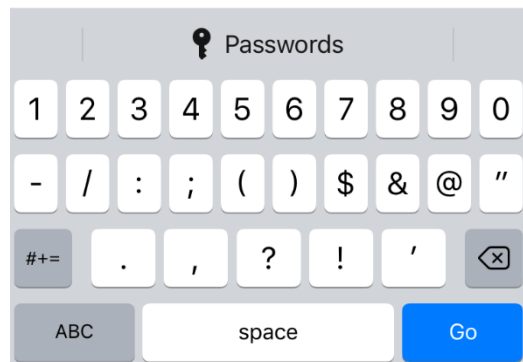 Passwords
1 2 3 4 5 6 7 8 9 0
- / : ; ( ) $ & @ "
#+= . , ? ! '
ABC space Go